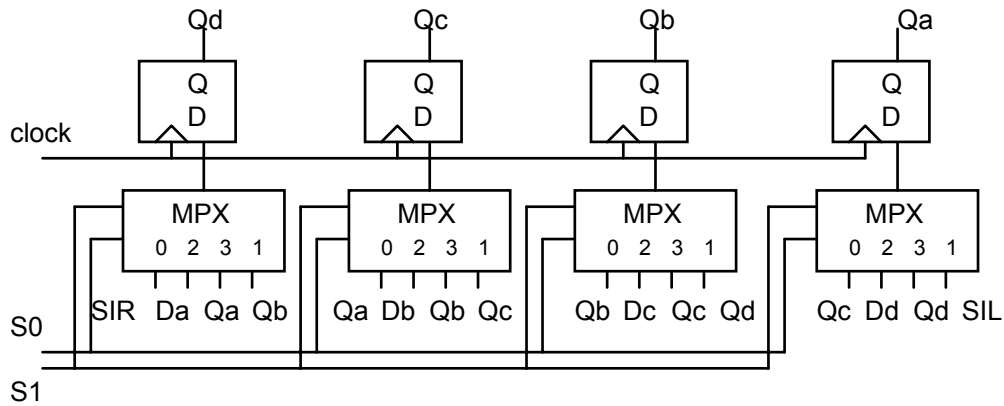 Qd Qc Qb Qa
Q Q Q Q
D D D D
clock
MPX MPX MPX MPX
0 2 3 1 0 2 3 1 0 2 3 1 0 2 3 1
SIR Da Qa Qb Qa Db Qb Qc Qb Dc Qc Qd Qc Dd Qd SIL
S0
S1